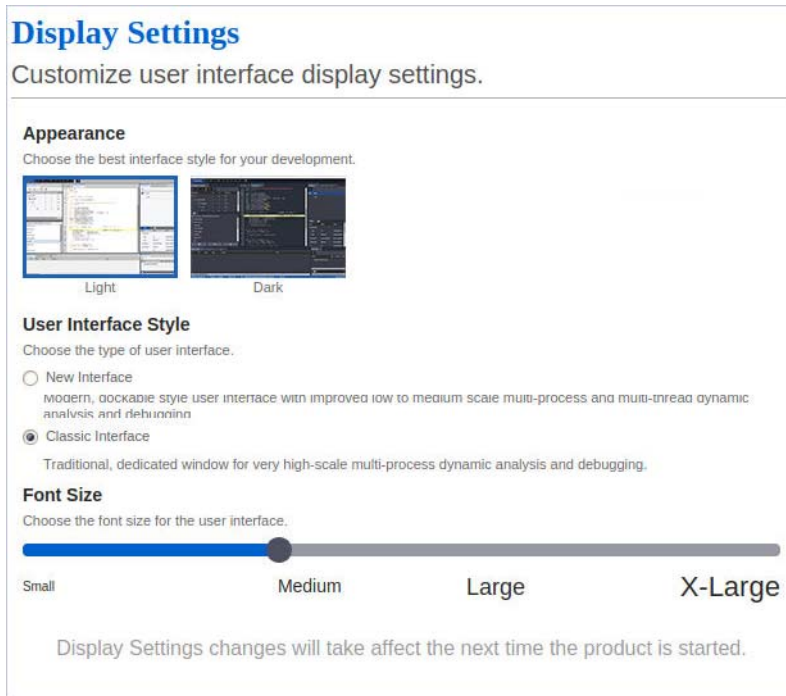 Display Settings
Customize user interface display settings.
Appearance
Choose the best interface style for your development.
Light
Dark
User Interface Style
Choose the type of user interface.
New Interface
Modern, dockable style user interface with improved low to medium scale multi-process and multi-thread dynamic
analysis and debugging
Classic Interface
Traditional, dedicated window for very high-scale multi-process dynamic analysis and debugging.
Font Size
Choose the font size for the user interface.
Small Medium Large X-Large
Display Settings changes will take affect the next time the product is started.